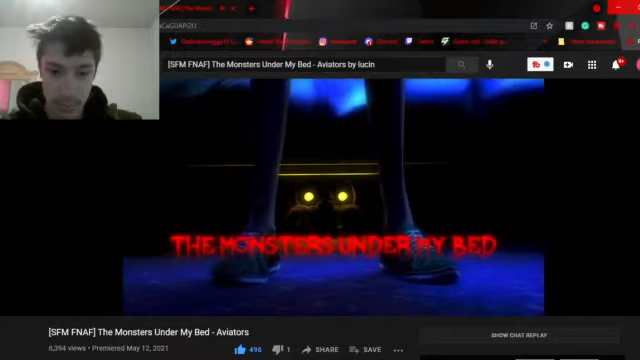 [SFM FNAF] The Monsters Under My Bed - Aviators by lucin
9+
THE MONSTERS UNDER MY BED
[SFM FNAF] The Monsters Under My Bed - Aviators
6,394 views • Premiered May 12, 2021
496
1
SHARE
SAVE
SHOW CHAT REPLAY